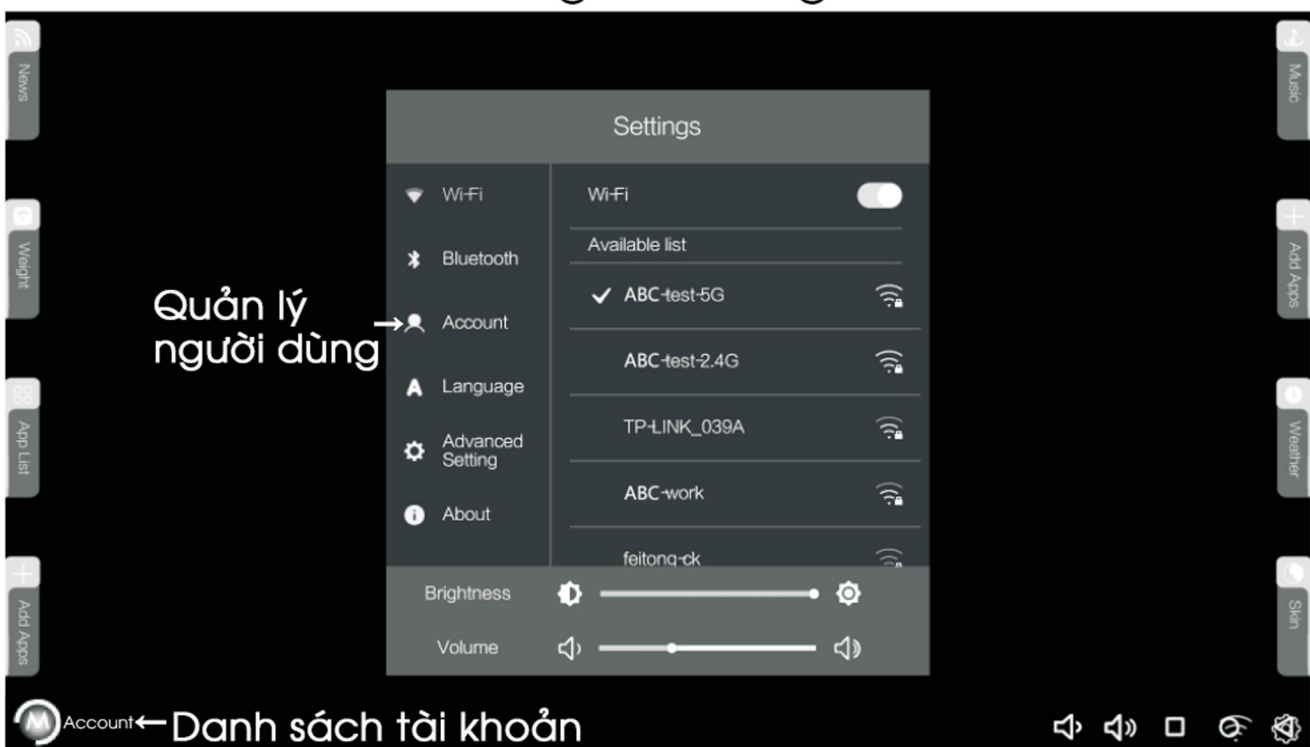 News
Weight
App List
Add Apps
Music
Add Apps
Weather
Skin
Settings
Wi-Fi
Bluetooth
Account
Language
Advanced
Setting
About
Wi-Fi
Available list
ABC-test-5G
ABC-test-2.4G
TP-LINK_039A
ABC-work
feitong-ck
Brightness
Volume
Quản lý
người dùng
Account
Danh sách tài khoản